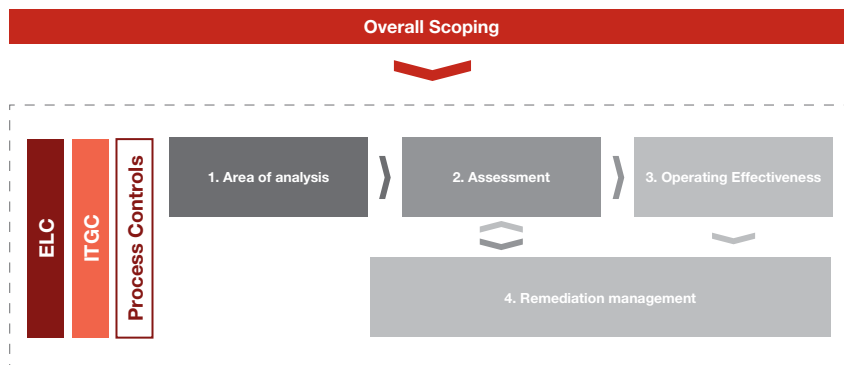 Overall Scoping
ELC
ITGC
Process Controls
1. Area of analysis
2. Assessment
3. Operating Effectiveness
4. Remediation management